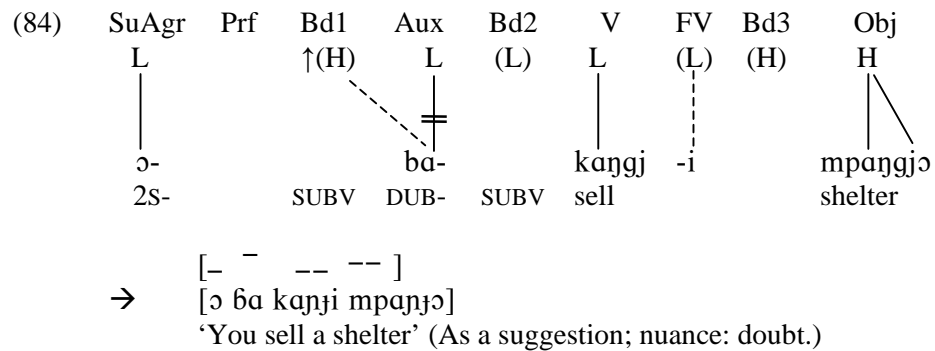 (84) SuAgr Prf Bd1 Aux Bd2 V FV Bd3 Obj
L ↑(H) L (L) L (L) (H) H
ɔ- ba- kaŋgj -i mpaŋgjɔ
2S- SUBV DUB- SUBV sell shelter
[_ ¯ __ ¯¯ ]
→ [ɔ ɓa kaɲɟi mpaɲɟɔ]
‘You sell a shelter’ (As a suggestion; nuance: doubt.)